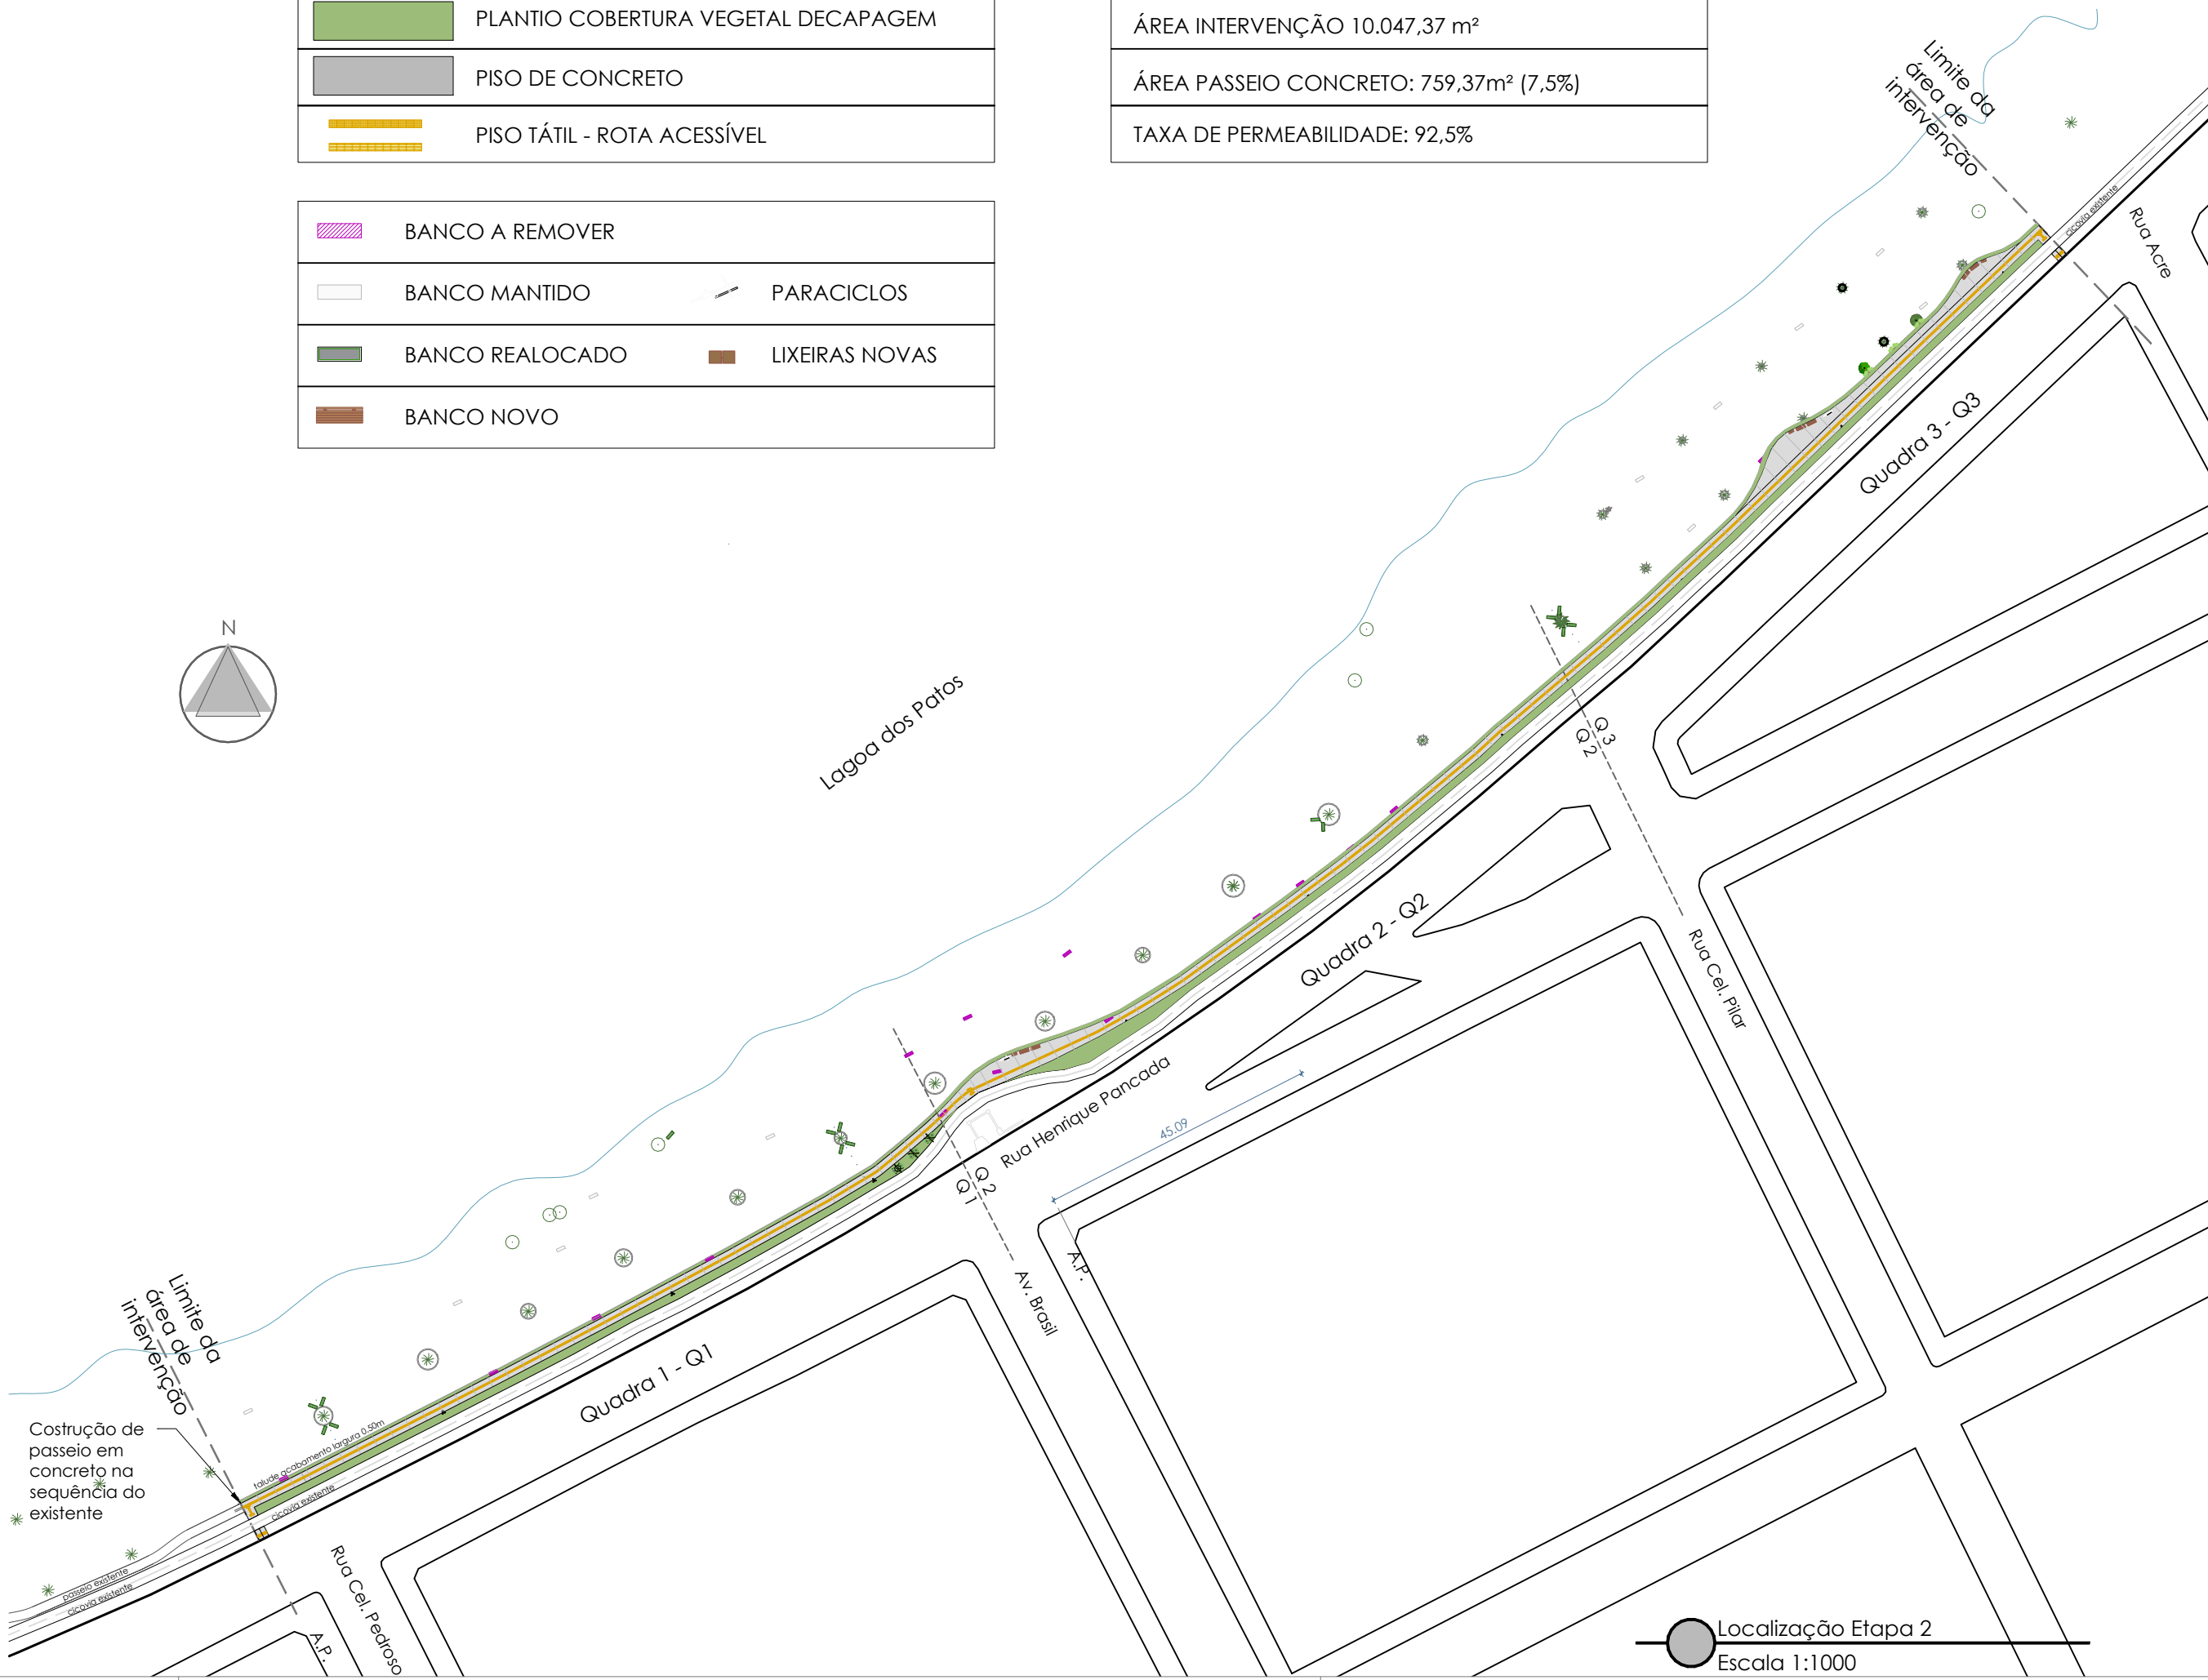 PLANTIO COBERTURA VEGETAL DECAPAGEM
PISO DE CONCRETO
PISO TÁTIL - ROTA ACESSÍVEL
ÁREA INTERVENÇÃO 10.047,37 m²
ÁREA PASSEIO CONCRETO: 759,37m² (7,5%)
TAXA DE PERMEABILIDADE: 92,5%
BANCO A REMOVER
BANCO MANTIDO
PARACICLOS
BANCO REALOCADO
LIXEIRAS NOVAS
BANCO NOVO
Limite da
área de
intervenção
cicovia existente
Rua Acre
Quadra 3 - Q3
N
Lagoa dos Patos
Q 3
Q 2
Quadra 2 - Q2
Rua Cel. Pilar
Rua Henrique Pancada
45.09
Q 2
Q 1
A.P.
Av. Brasil
Quadra 1 - Q1
Limite da
área de
intervenção
Costrução de
passeio em
concreto na
sequência do
existente
talude acabamento largura 0.50m
cicovia existente
passeio existente
cicovia existente
Rua Cel. Pedroso
A.P.
Localização Etapa 2
Escala 1:1000